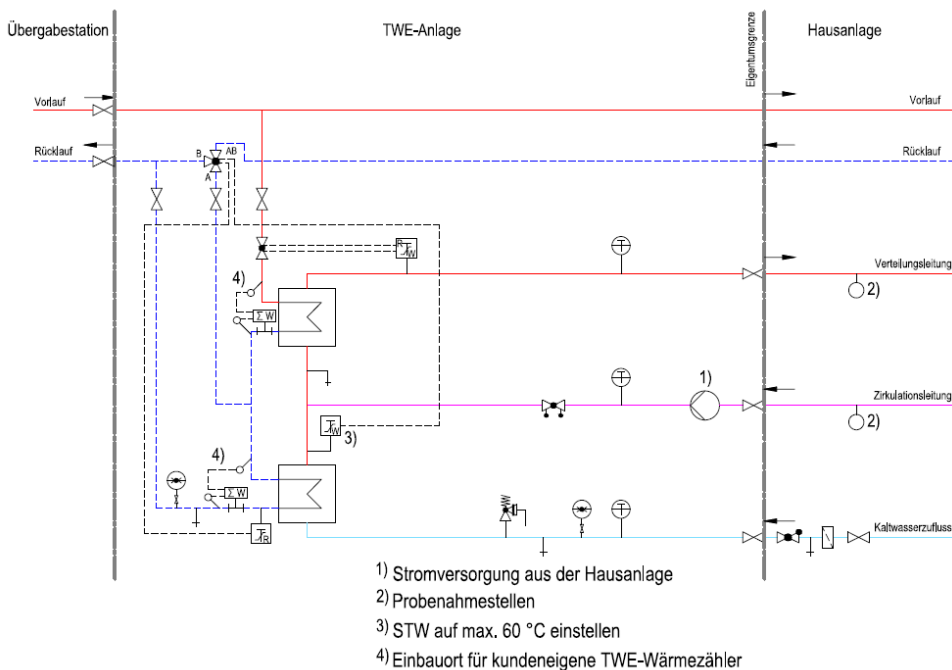 Übergabestation
TWE-Anlage
Eigentumsgrenze
Hausanlage
Vorlauf
Vorlauf
Rücklauf
B
AB
A
Rücklauf
R
W
4)
Σ W
Verteilungsleitung
2)
1)
Zirkulationsleitung
W
3)
2)
4)
Σ W
R
Kaltwasserzufluss
1) Stromversorgung aus der Hausanlage
2) Probenahmestellen
3) STW auf max. 60 °C einstellen
4) Einbauort für kundeneigene TWE-Wärmezähler